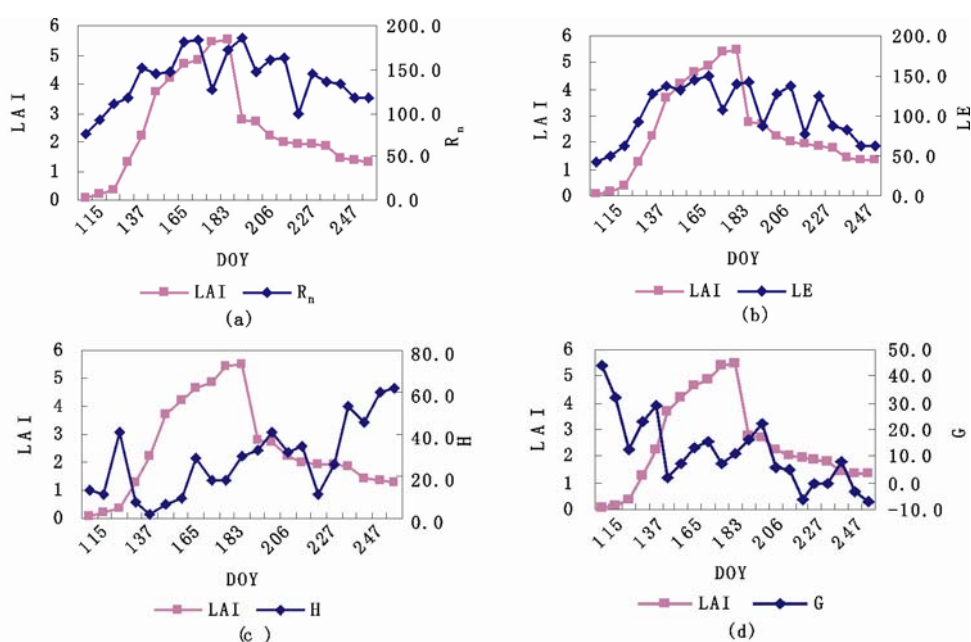 6 200.0
5 150.0
4
3 100.0
2 50.0
1
0 0.0
LAI
R_n
115 137 165 183 206 227 247
DOY
LAI R_n
(a)
6 200.0
5 150.0
4
3 100.0
2
1 50.0
0 0.0
LAI
LE
115 137 165 183 206 227 247
DOY
LAI LE
(b)
6 80.0
5 60.0
4
3 40.0
2
1 20.0
0 0.0
LAI
H
115 137 165 183 206 227 247
DOY
LAI H
(c )
6 50.0
5 40.0
4 30.0
3 20.0
2 10.0
1 0.0
0 -10.0
LAI
G
115 137 165 183 206 227 247
DOY
LAI G
(d)